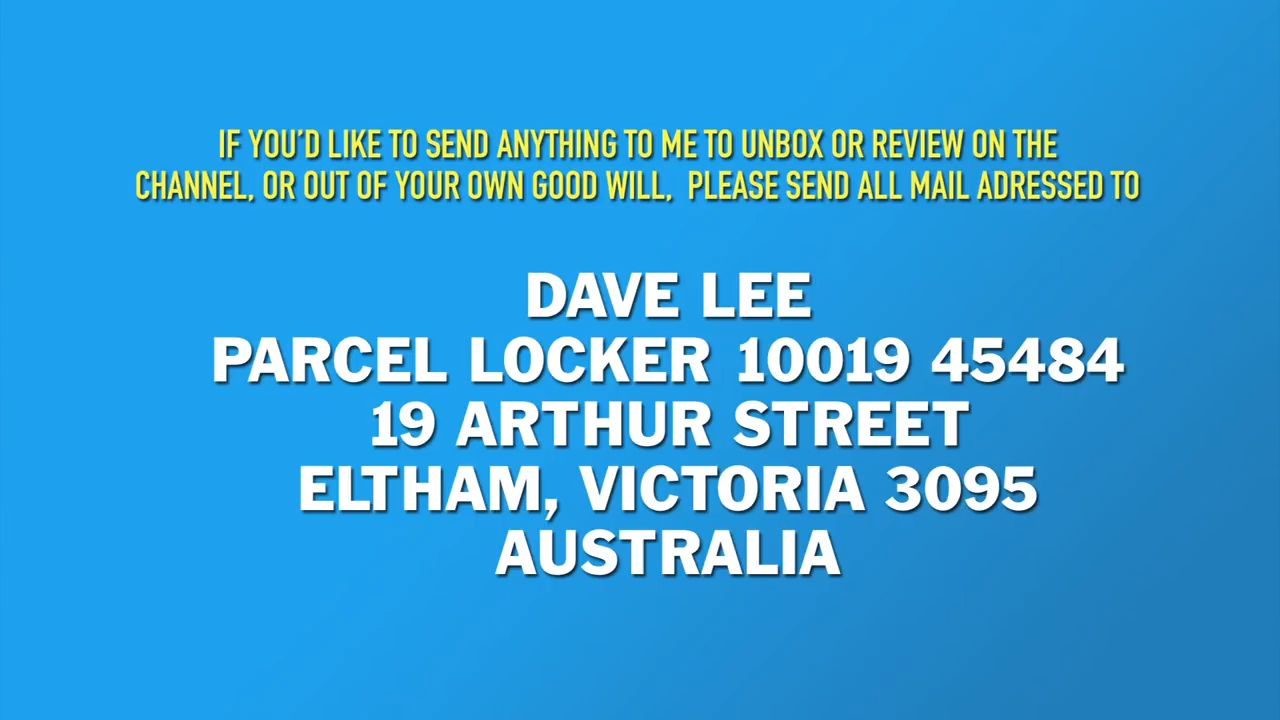 IF YOU'D LIKE TO SEND ANYTHING TO ME TO UNBOX OR REVIEW ON THE
CHANNEL, OR OUT OF YOUR OWN GOOD WILL, PLEASE SEND ALL MAIL ADRESSED TO
DAVE LEE
PARCEL LOCKER 10019 45484
19 ARTHUR STREET
ELTHAM, VICTORIA 3095
AUSTRALIA